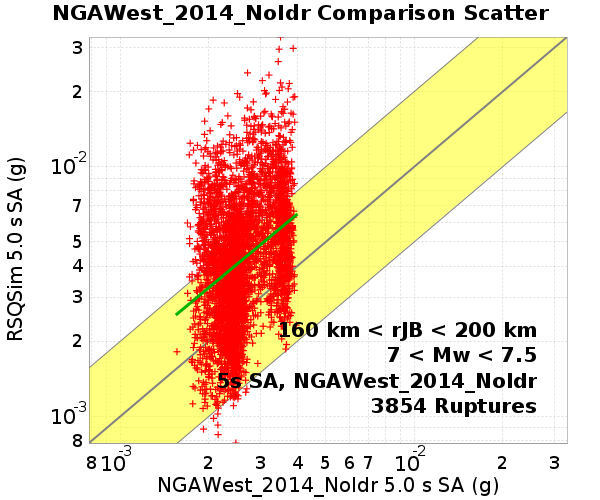 NGAWest_2014_NoIdr Comparison Scatter
RSQSim 5.0 s SA (g)
3
2
10-2
7
5
4
3
2
10-3
8
160 km < rJB < 200 km
7 < Mw < 7.5
5s SA, NGAWest_2014_NoIdr
3854 Ruptures
8 10-3 2 3 4 5 6 7 10-2 2 3
NGAWest_2014_NoIdr 5.0 s SA (g)